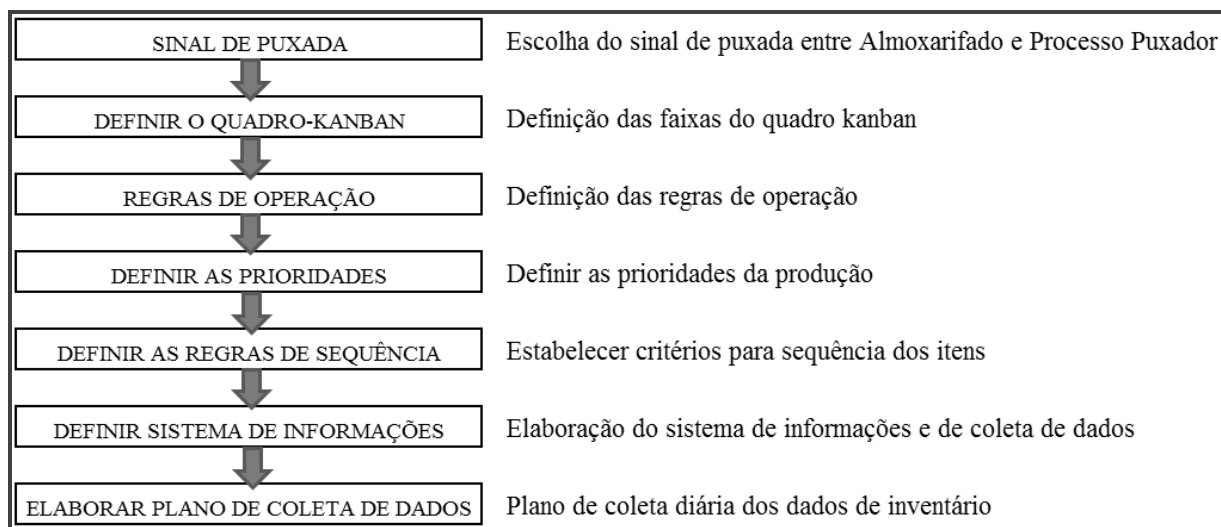 SINAL DE PUXADA
Escolha do sinal de puxada entre Almoxarifado e Processo Puxador
DEFINIR O QUADRO-KANBAN
Definição das faixas do quadro kanban
REGRAS DE OPERAÇÃO
Definição das regras de operação
DEFINIR AS PRIORIDADES
Definir as prioridades da produção
DEFINIR AS REGRAS DE SEQUÊNCIA
Estabelecer critérios para sequência dos itens
DEFINIR SISTEMA DE INFORMAÇÕES
Elaboração do sistema de informações e de coleta de dados
ELABORAR PLANO DE COLETA DE DADOS
Plano de coleta diária dos dados de inventário